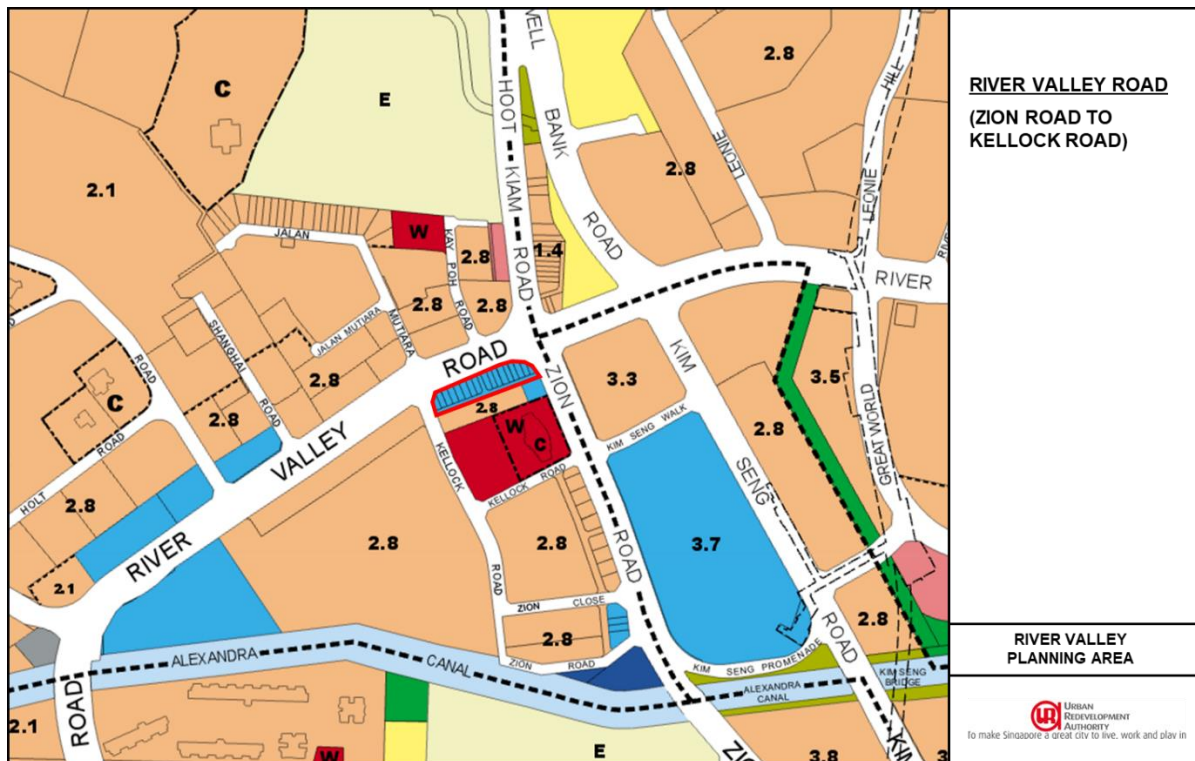 RIVER VALLEY ROAD
(ZION ROAD TO
KELLOCK ROAD)
RIVER VALLEY
PLANNING AREA
URBAN
REDEVELOPMENT
AUTHORITY
To make Singapore a great city to live, work and play in
C
E
2.1
HOOT KIAM ROAD
WELL
BANK
ROAD
2.8
LEONIE
2.8
LEONIE
HILL
W
JALAN
KAY POH ROAD
2.8
1.4
RIVER
2.8
2.8
MUTIARA
JALAN MUTIARA
SHANGHAI ROAD
ROAD
ROAD
2.8
C
2.8
HOLT ROAD
2.8
2.1
RIVER VALLEY
2.8
W
C
KELLOCK
KELLOCK ROAD
ROAD
ZION
ROAD
3.3
KIM
SENG
ROAD
KIM SENG WALK
2.8
3.5
GREAT WORLD
2.8
2.8
3.7
ZION CLOSE
2.8
ZION ROAD
2.8
KIM SENG PROMENADE
ALEXANDRA
CANAL
ALEXANDRA
CANAL
KIM SENG
BRIDGE
ROAD
2.1
W
E
3.8